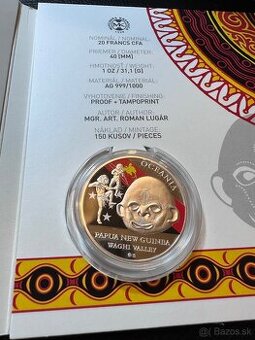 NOMINÁL / NOMINAL:
20 FRANCS CFA
PRIEMER / DIAMETER:
40 [MM]
HMOTNOSŤ / WEIGHT:
1 OZ / 31,1 [G]
MATERIÁL / MATERIAL:
AG 999/1000
VYHOTOVENIE / FINISHING:
PROOF + TAMPOPRINT
AUTOR / AUTHOR:
MGR. ART. ROMAN LUGÁR
NÁKLAD / MINTAGE:
150 KUSOV / PIECES
OCEANIA
PAPUA NEW GUINEA
WAGHI VALLEY
bazos.sk